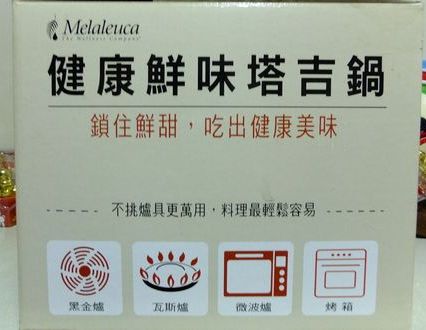 Melaleuca
The Wellness Company
健康鮮味塔吉鍋
鎖住鮮甜，吃出健康美味
不挑爐具更萬用，料理最輕鬆容易
黑金爐
瓦斯爐
微波爐
烤箱